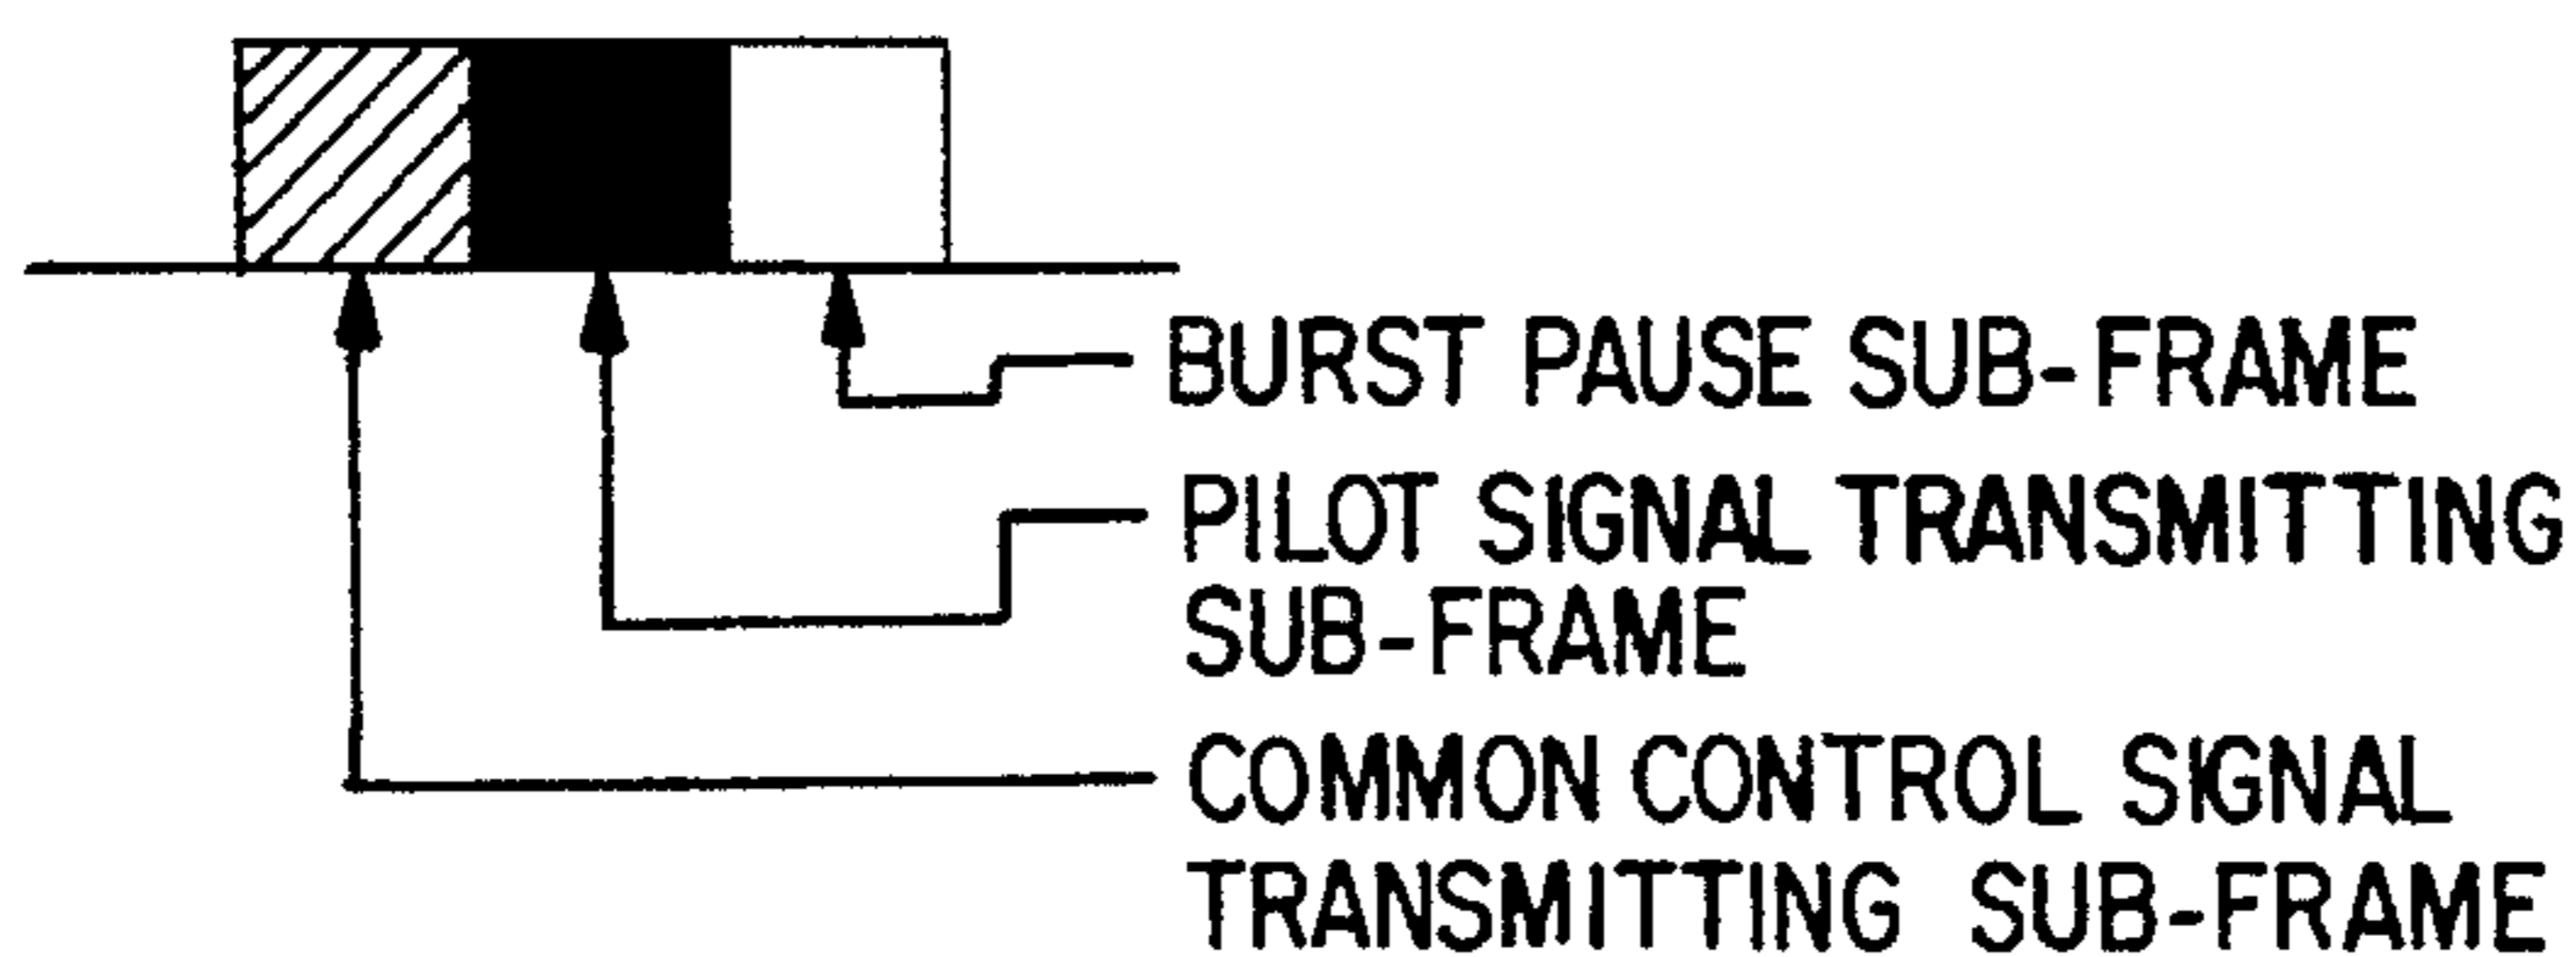 BURST PAUSE SUB-FRAME
PILOT SIGNAL TRANSMITTING
SUB-FRAME
COMMON CONTROL SIGNAL
TRANSMITTING SUB-FRAME